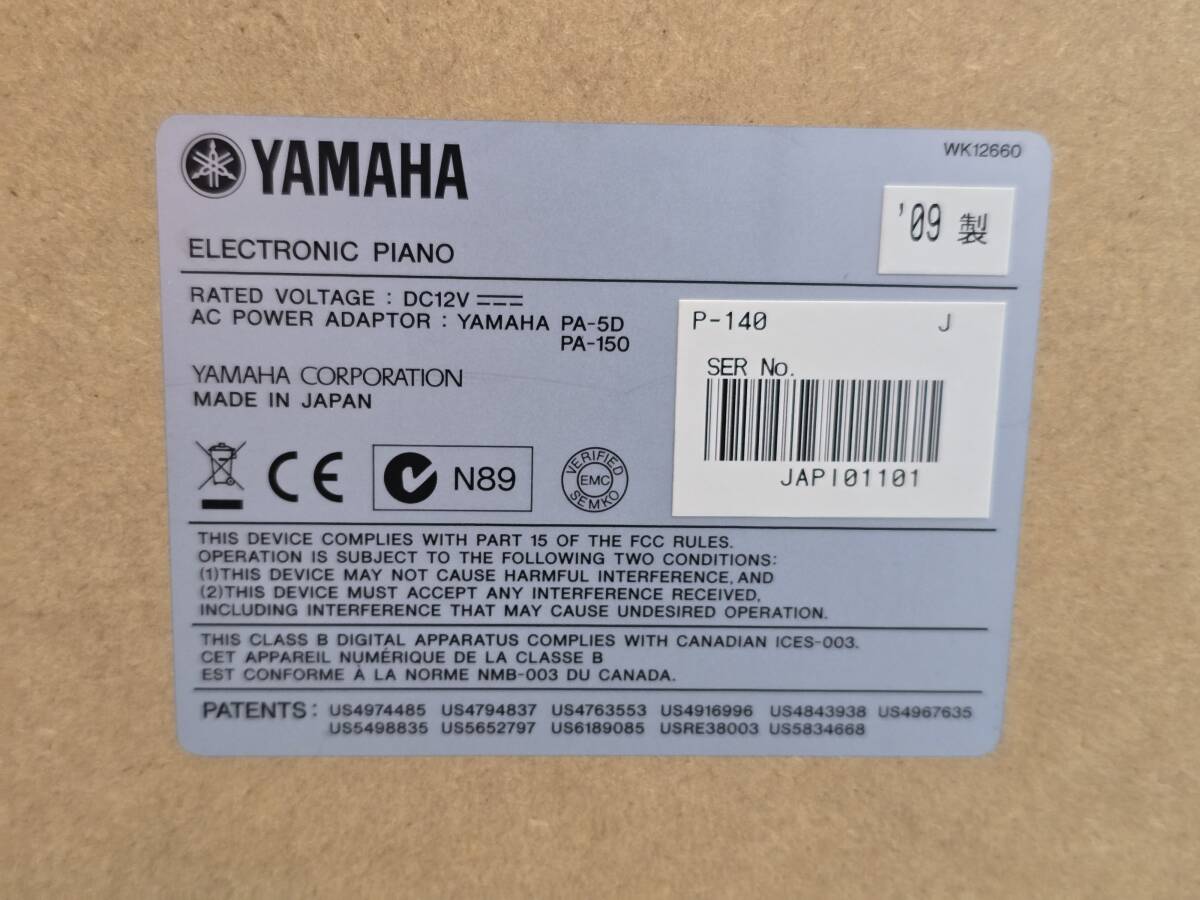 YAMAHA
WK12660
'09 製
ELECTRONIC PIANO
RATED VOLTAGE : DC12V
AC POWER ADAPTOR : YAMAHA PA-5D
PA-150
P-140 J
SER No.
JAPI01101
YAMAHA CORPORATION
MADE IN JAPAN
CE
N89
VERIFIED
EMC
SEMKO
THIS DEVICE COMPLIES WITH PART 15 OF THE FCC RULES.
OPERATION IS SUBJECT TO THE FOLLOWING TWO CONDITIONS:
(1)THIS DEVICE MAY NOT CAUSE HARMFUL INTERFERENCE, AND
(2)THIS DEVICE MUST ACCEPT ANY INTERFERENCE RECEIVED,
INCLUDING INTERFERENCE THAT MAY CAUSE UNDESIRED OPERATION.
THIS CLASS B DIGITAL APPARATUS COMPLIES WITH CANADIAN ICES-003.
CET APPAREIL NUMÉRIQUE DE LA CLASSE B
EST CONFORME À LA NORME NMB-003 DU CANADA.
PATENTS: US4974485 US4794837 US4763553 US4916996 US4843938 US4967635
US5498835 US5652797 US6189085 USRE38003 US5834668